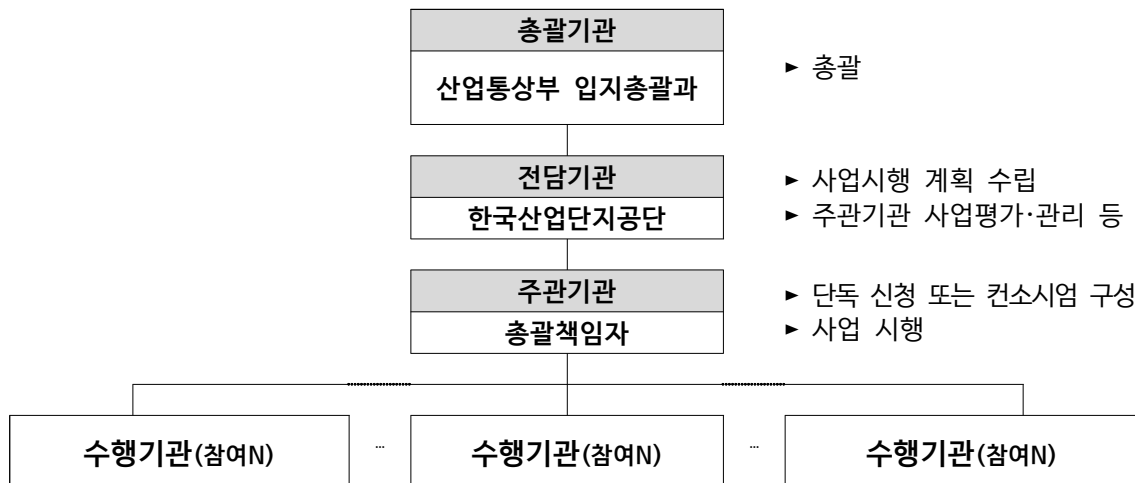 총괄기관
산업통상부 입지총괄과
► 총괄
전담기관
한국산업단지공단
► 사업시행 계획 수립
► 주관기관 사업평가·관리 등
주관기관
총괄책임자
► 단독 신청 또는 컨소시엄 구성
► 사업 시행
수행기관(참여N) ... 수행기관(참여N) ... 수행기관(참여N)